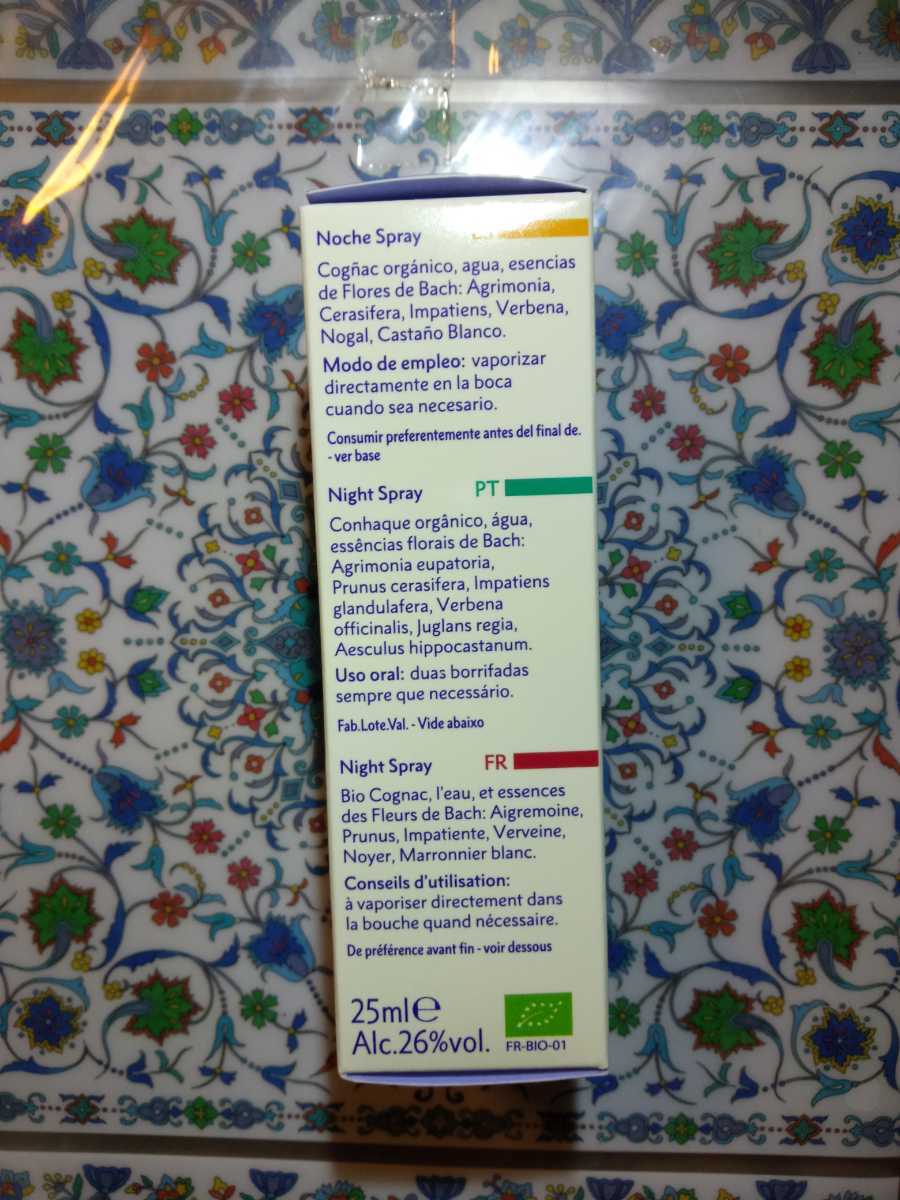 Noche Spray
Cogñac orgánico, agua, esencias
de Flores de Bach: Agrimonia,
Cerasifera, Impatiens, Verbena,
Nogal, Castaño Blanco.
Modo de empleo: vaporizar
directamente en la boca
cuando sea necesario.
Consumir preferentemente antes del final de.
- ver base
Night Spray PT
Conhaque orgânico, água,
essências florais de Bach:
Agrimonia eupatoria,
Prunus cerasifera, Impatiens
glandulafera, Verbena
officinalis, Juglans regia,
Aesculus hippocastanum.
Uso oral: duas borrifadas
sempre que necessário.
Fab.Lote.Val. - Vide abaixo
Night Spray FR
Bio Cognac, l'eau, et essences
des Fleurs de Bach: Aigremoine,
Prunus, Impatiente, Verveine,
Noyer, Marronnier blanc.
Conseils d'utilisation:
à vaporiser directement dans
la bouche quand nécessaire.
De préférence avant fin - voir dessous
25ml℮
Alc.26%vol. FR-BIO-01